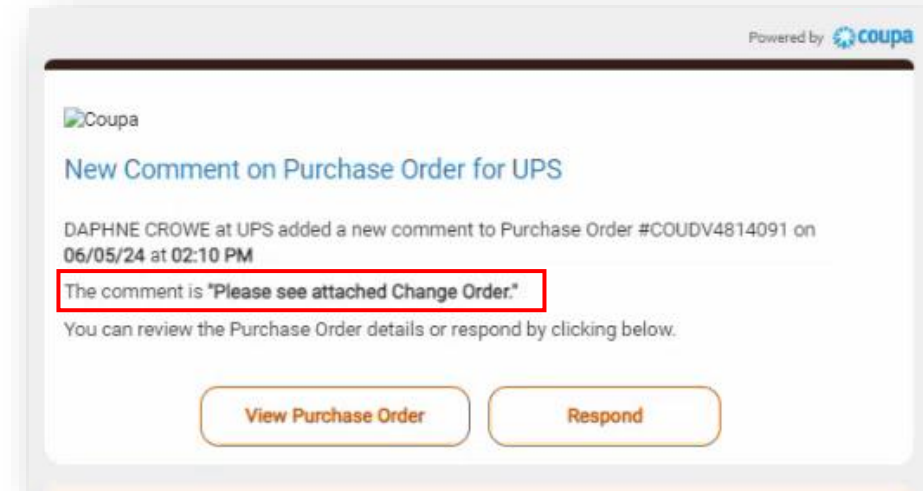 Powered by coupa
Coupa
New Comment on Purchase Order for UPS
DAPHNE CROWE at UPS added a new comment to Purchase Order #COUDV4814091 on
06/05/24 at 02:10 PM
The comment is "Please see attached Change Order."
You can review the Purchase Order details or respond by clicking below.
View Purchase Order Respond